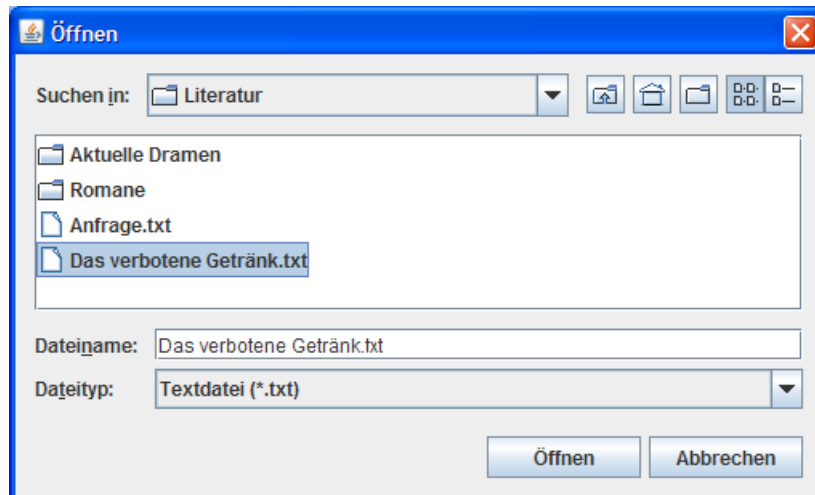 Öffnen
Suchen in: Literatur
Aktuelle Dramen
Romane
Anfrage.txt
Das verbotene Getränk.txt
Dateiname: Das verbotene Getränk.txt
Dateityp: Textdatei (*.txt)
Öffnen Abbrechen